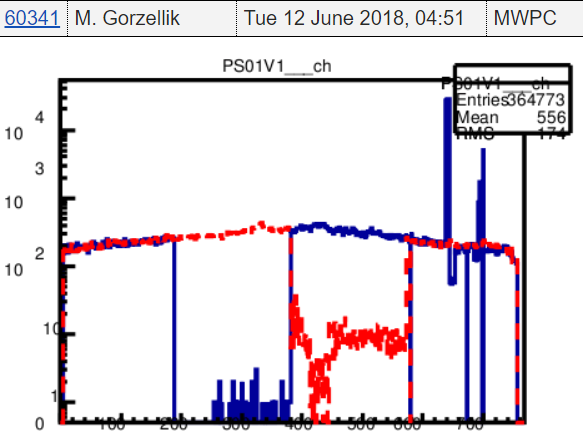 60341 M. Gorzellik Tue 12 June 2018, 04:51 MWPC
PS01V1___ch
PS01V1___ch
Entries 364773
Mean 556
RMS 174
10 4
3
10
10 2
10
1
0 100 200 300 400 500 600 700